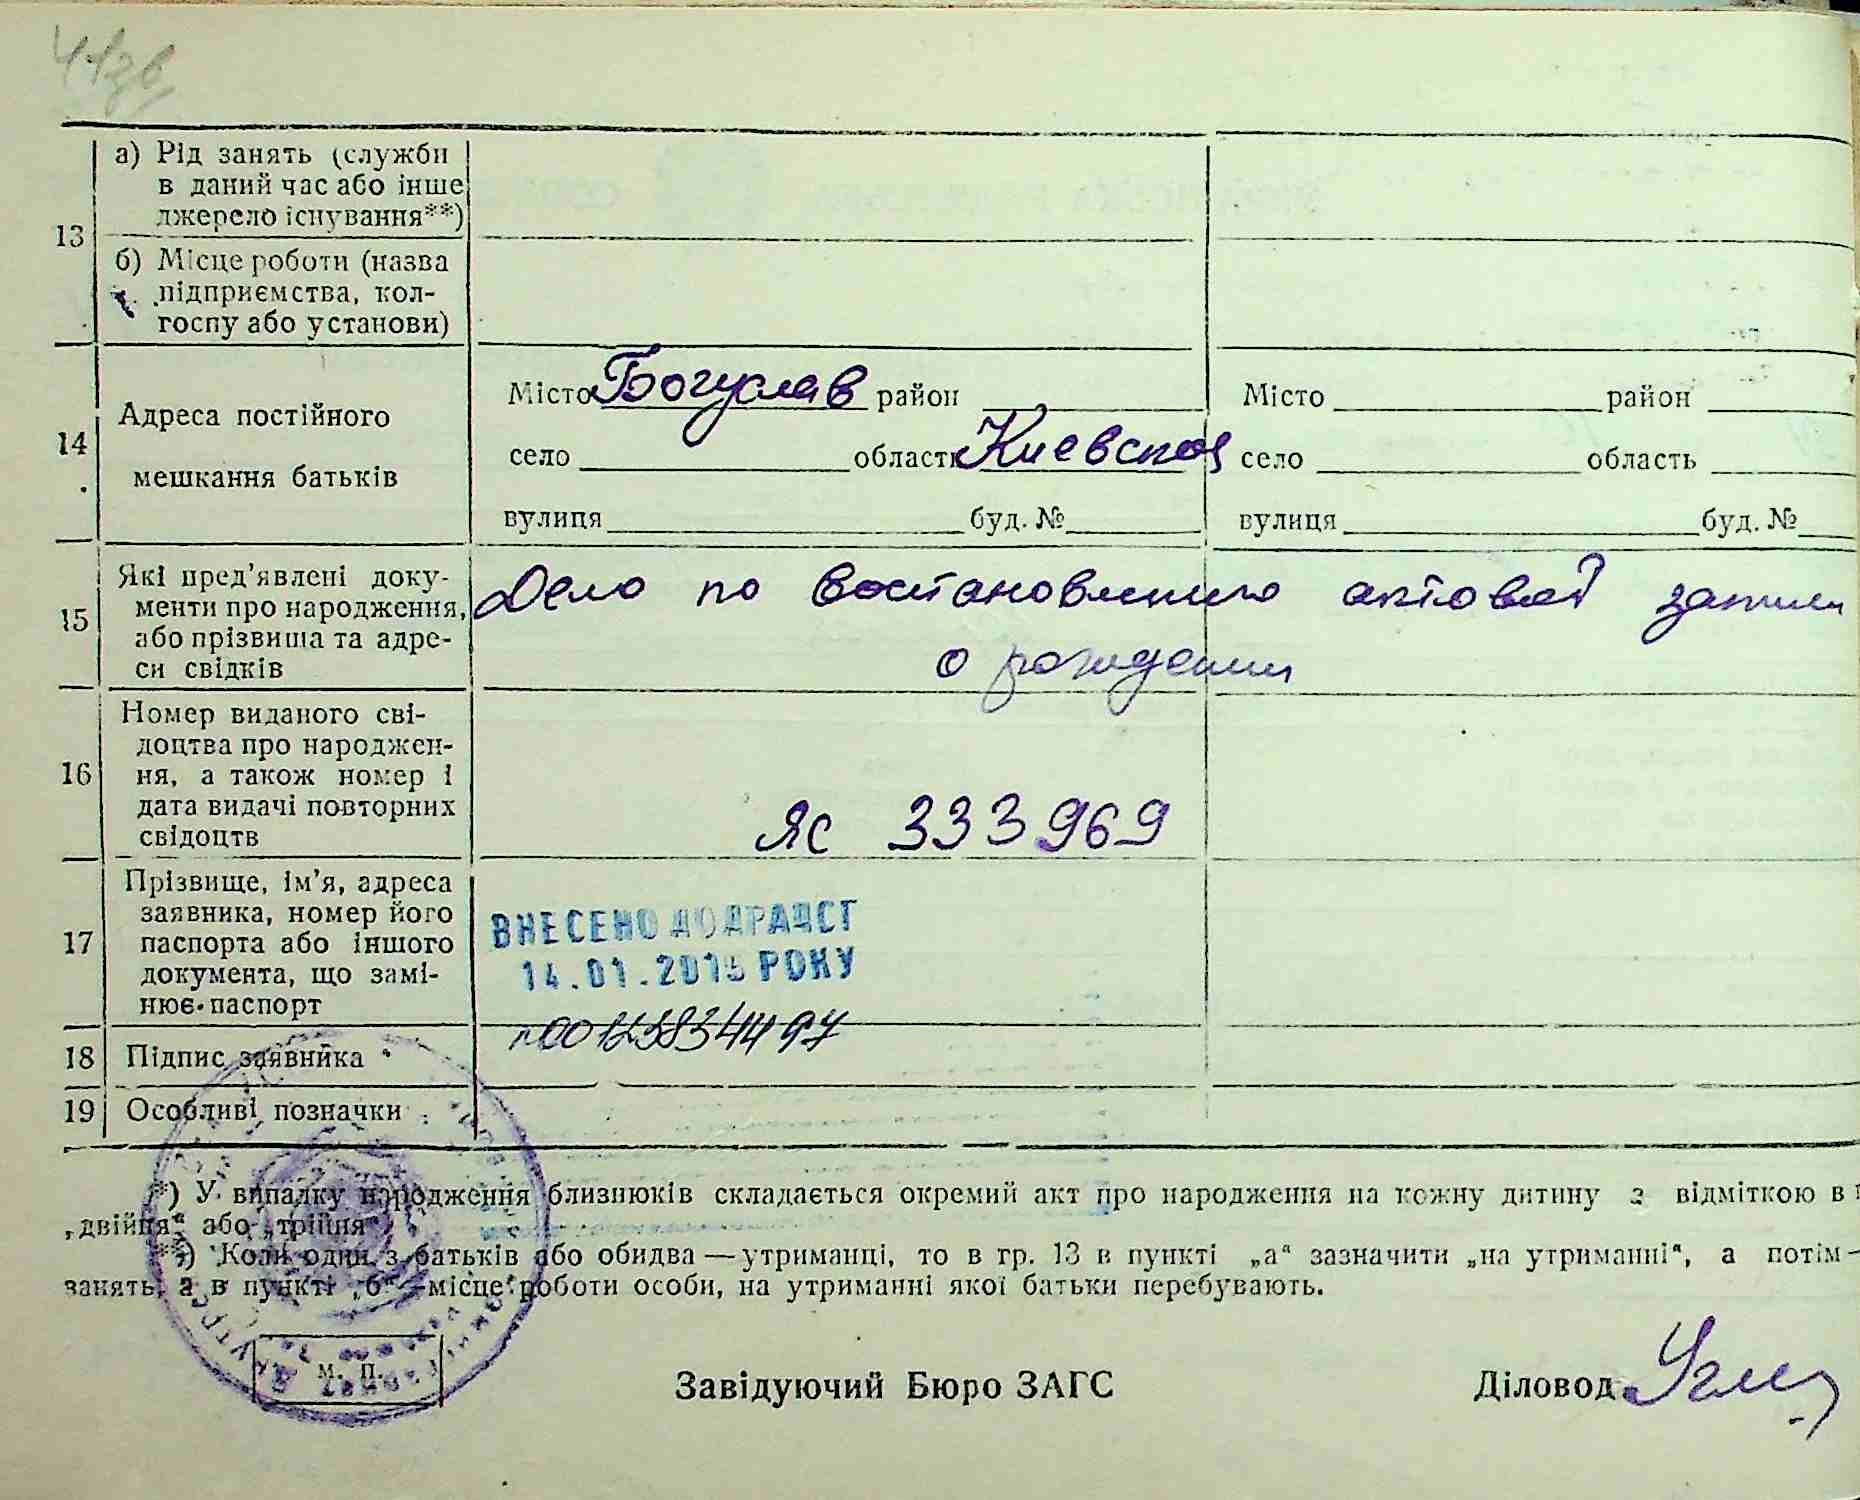 13
а) Рід занять (служби
в даний час або інше
джерело існування**)
б) Місце роботи (назва
підприємства, кол-
госпу або установи)
14
Адреса постійного
мешкання батьків
Місто Богуслав район
село область Киевской
вулиця буд. №
Місто район
село область
вулиця буд. №
15
Які пред’явлені доку-
менти про народження,
або прізвища та адре-
си свідків
Дело по восстановлению актовой записи
о рождении
16
Номер виданого сві-
доцтва про народжен-
ня, а також номер і
дата видачі повторних
свідоцтв
ЯС 333969
17
Прізвище, ім’я, адреса
заявника, номер його
паспорта або іншого
документа, що замі-
нює паспорт
ВНЕСЕНО ДО ДРАЦСГ
14.01.2015 РОКУ
18 Підпис заявника
19 Особливі позначки
*) У випадку народження близнюків складається окремий акт про народження на кожну дитину з відміткою в
„двійня“ або „трійня“
**) Коли один з батьків або обидва — утриманці, то в гр. 13 в пункті „а“ зазначити „на утриманні“, а потім —
занять, а в пункті „б“ — місце роботи особи, на утриманні якої батьки перебувають.
М. П.
Завідуючий Бюро ЗАГС
Діловод